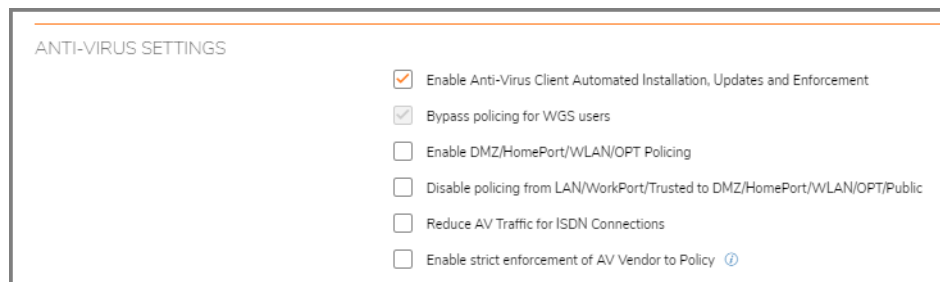 ANTI-VIRUS SETTINGS
Enable Anti-Virus Client Automated Installation, Updates and Enforcement
Bypass policing for WGS users
Enable DMZ/HomePort/WLAN/OPT Policing
Disable policing from LAN/WorkPort/Trusted to DMZ/HomePort/WLAN/OPT/Public
Reduce AV Traffic for ISDN Connections
Enable strict enforcement of AV Vendor to Policy